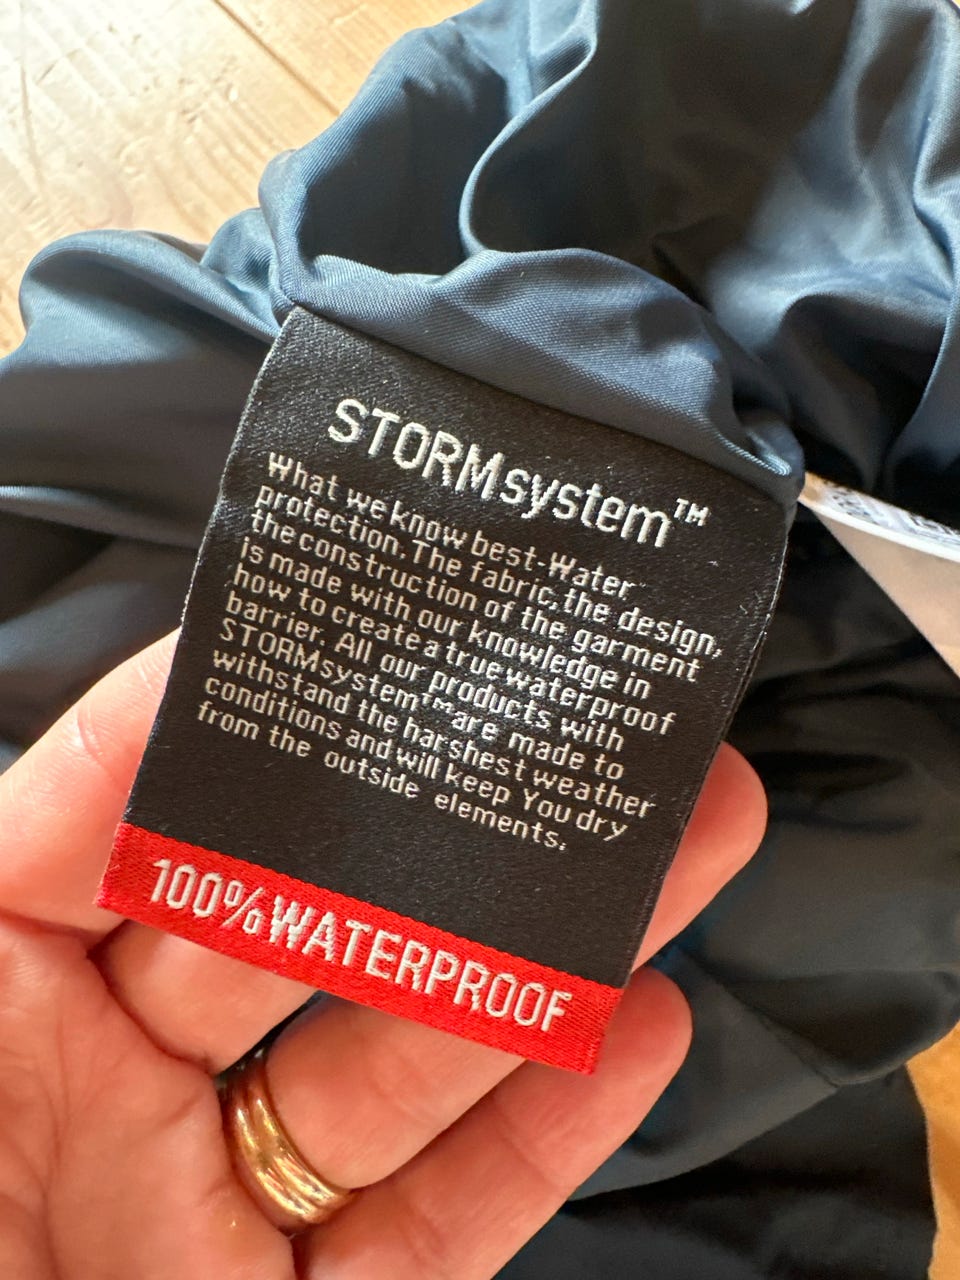 STORMsystem™
What we know best-Water
protection. The fabric, the design,
the construction of the garment
is made with our knowledge in
how to create a true waterproof
barrier. All our products with
STORMsystem™ are made to
withstand the harshest weather
conditions and will keep You dry
from the outside elements.
100% WATERPROOF